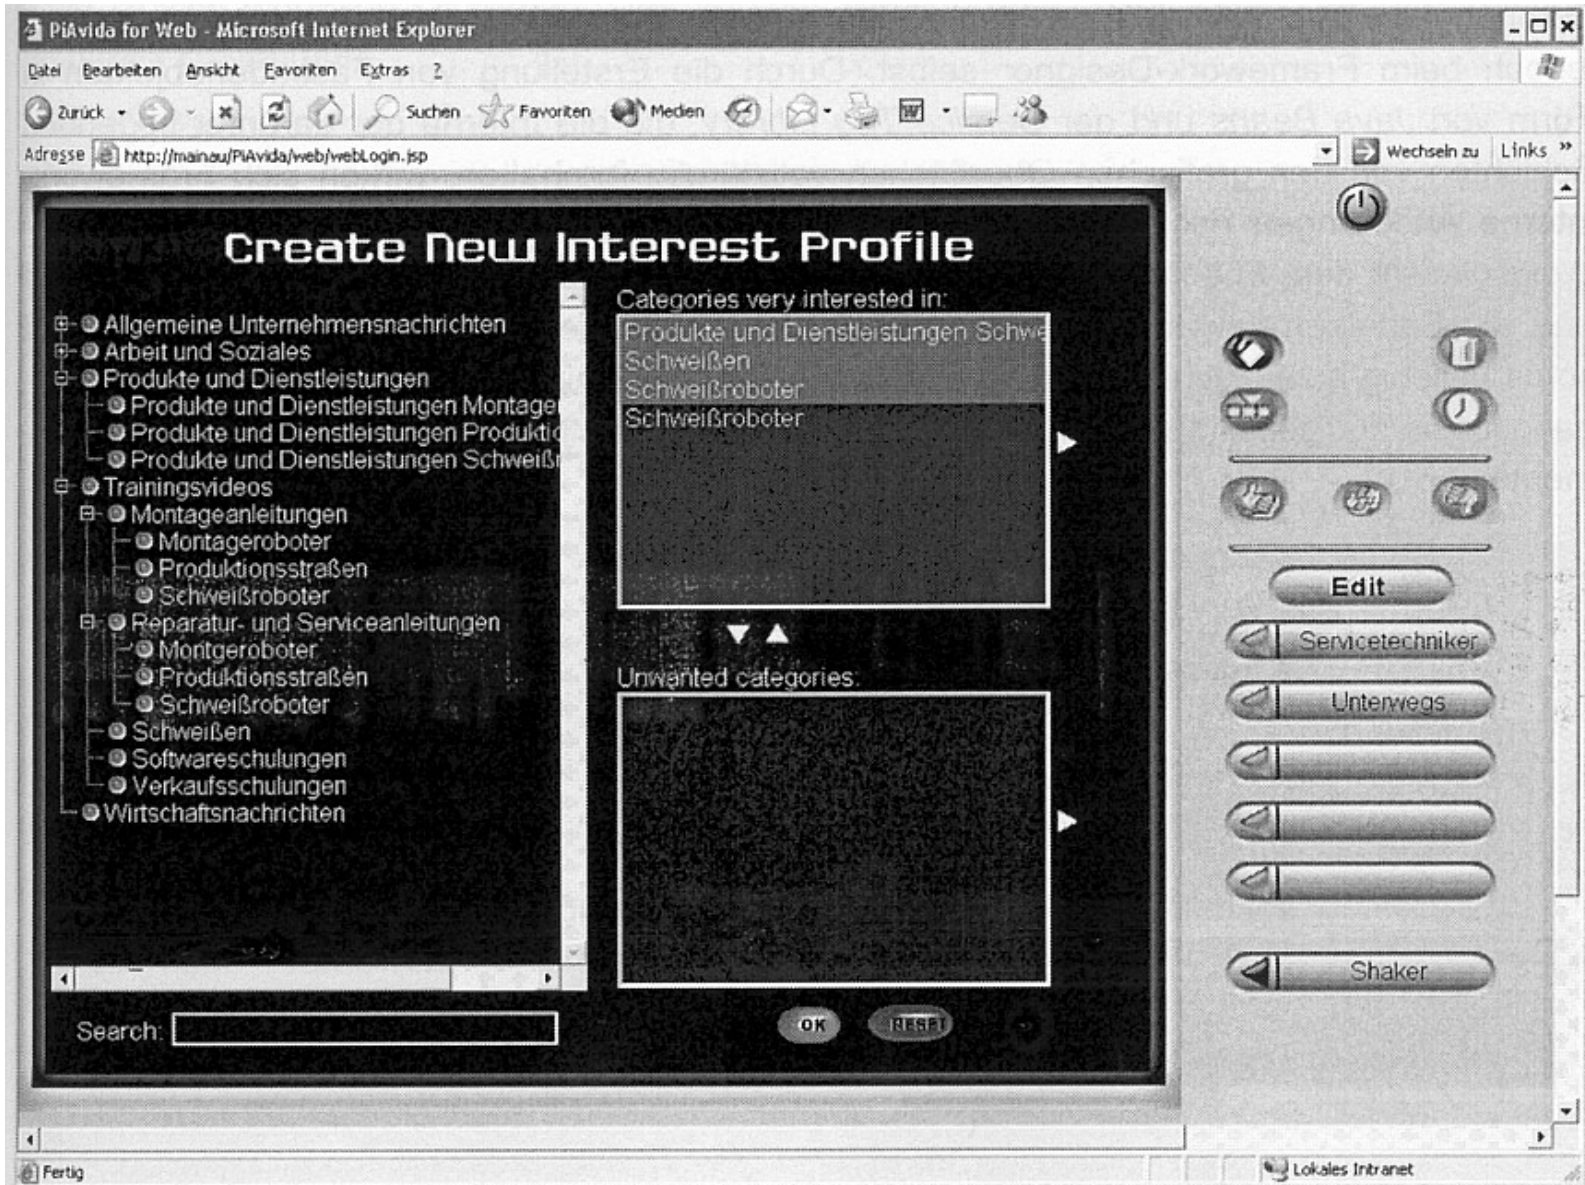 PiAvida for Web - Microsoft Internet Explorer
Datei Bearbeiten Ansicht Favoriten Extras ?
Zurück Suchen Favoriten Medien
Adresse http://mainau/PiAvida/web/webLogin.jsp Wechseln zu Links »
Create New Interest Profile
Allgemeine Unternehmensnachrichten
Arbeit und Soziales
Produkte und Dienstleistungen
Produkte und Dienstleistungen Montager
Produkte und Dienstleistungen Produktio
Produkte und Dienstleistungen Schweißr
Trainingsvideos
Montageanleitungen
Montageroboter
Produktionsstraßen
Schweißroboter
Reparatur- und Serviceanleitungen
Montgeroboter
Produktionsstraßen
Schweißroboter
Schweißen
Softwareschulungen
Verkaufsschulungen
Wirtschaftsnachrichten
Search:
Categories very interested in:
Produkte und Dienstleistungen Schwe
Schweißen
Schweißroboter
Schweißroboter
Unwanted categories:
OK RESET
Edit
Servicetechniker
Unterwegs
Shaker
Fertig Lokales Intranet